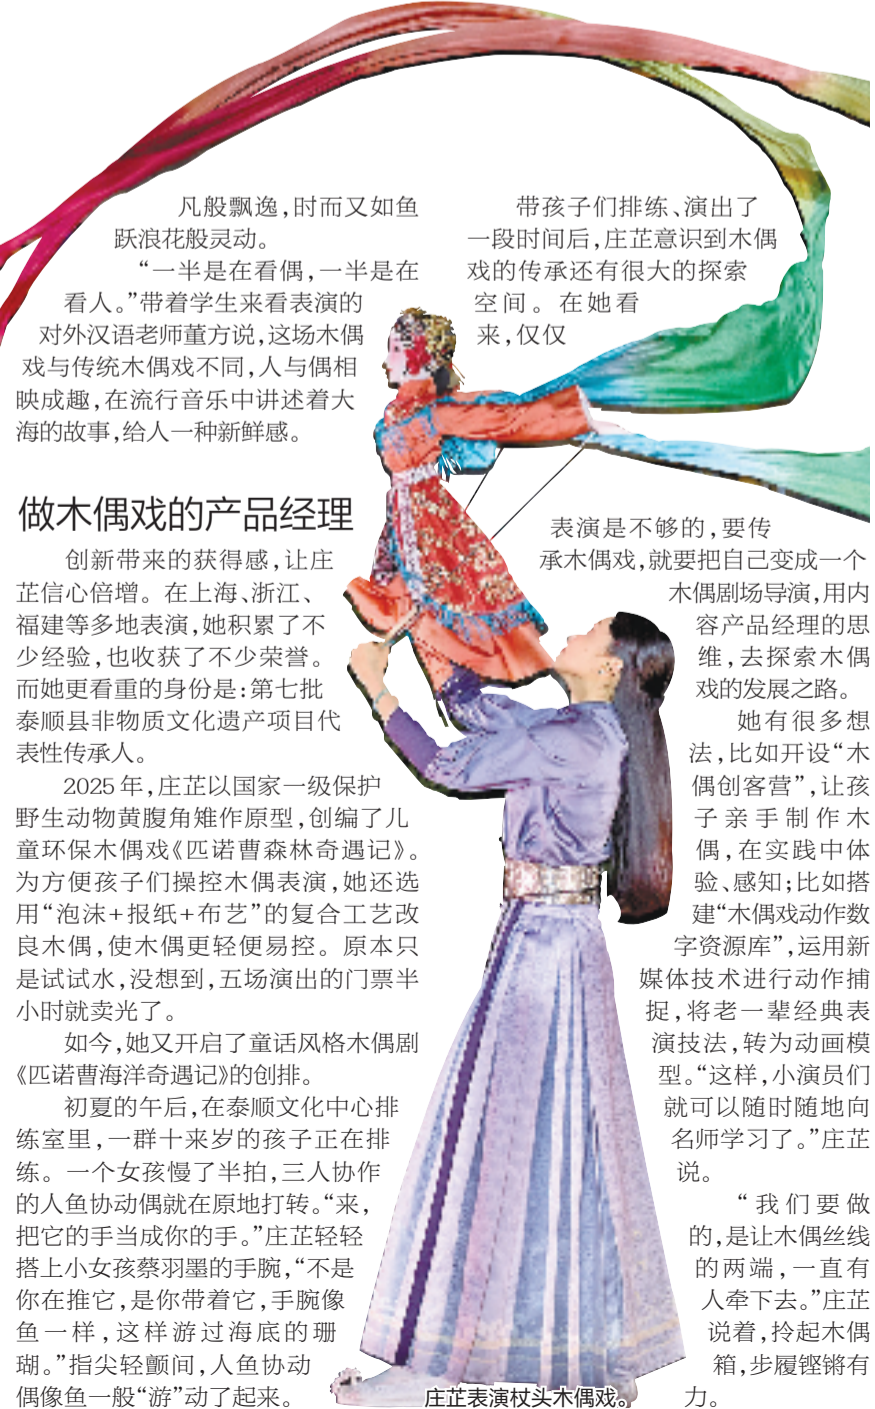 凡般飘逸,时而又如鱼
跃浪花般灵动。
“一半是在看偶,一半是在
看人。”带着学生来看表演的
对外汉语老师董方说,这场木偶
戏与传统木偶戏不同,人与偶相
映成趣,在流行音乐中讲述着大
海的故事,给人一种新鲜感。
做木偶戏的产品经理
创新带来的获得感,让庄
芷信心倍增。在上海、浙江、
福建等多地表演,她积累了不
少经验,也收获了不少荣誉。
而她更看重的身份是:第七批
泰顺县非物质文化遗产项目代
表性传承人。
2025年,庄芷以国家一级保护
野生动物黄腹角雉作原型,创编了儿
童环保木偶戏《匹诺曹森林奇遇记》。
为方便孩子们操控木偶表演,她还选
用“泡沫+报纸+布艺”的复合工艺改
良木偶,使木偶更轻便易控。原本只
是试试水,没想到,五场演出的门票半
小时就卖光了。
如今,她又开启了童话风格木偶剧
《匹诺曹海洋奇遇记》的创排。
初夏的午后,在泰顺文化中心排
练室里,一群十来岁的孩子正在排
练。一个女孩慢了半拍,三人协作
的人鱼协动偶就在原地打转。“来,
把它的手当成你的手。”庄芷轻轻
搭上小女孩蔡羽墨的手腕,“不是
你在推它,是你带着它,手腕像
鱼一样,这样游过海底的珊
瑚。”指尖轻颤间,人鱼协动
偶像鱼一般“游”动了起来。
带孩子们排练、演出了
一段时间后,庄芷意识到木偶
戏的传承还有很大的探索
空间。在她看
来,仅仅
表演是不够的,要传
承木偶戏,就要把自己变成一个
木偶剧场导演,用内
容产品经理的思
维,去探索木偶
戏的发展之路。
她有很多想
法,比如开设“木
偶创客营”,让孩
子亲手制作木
偶,在实践中体
验、感知;比如搭
建“木偶戏动作数
字资源库”,运用新
媒体技术进行动作捕
捉,将老一辈经典表
演技法,转为动画模
型。“这样,小演员们
就可以随时随地向
名师学习了。”庄芷
说。
“我们要做
的,是让木偶丝线
的两端,一直有
人牵下去。”庄芷
说着,拎起木偶
箱,步履铿锵有
力。
庄芷表演杖头木偶戏。